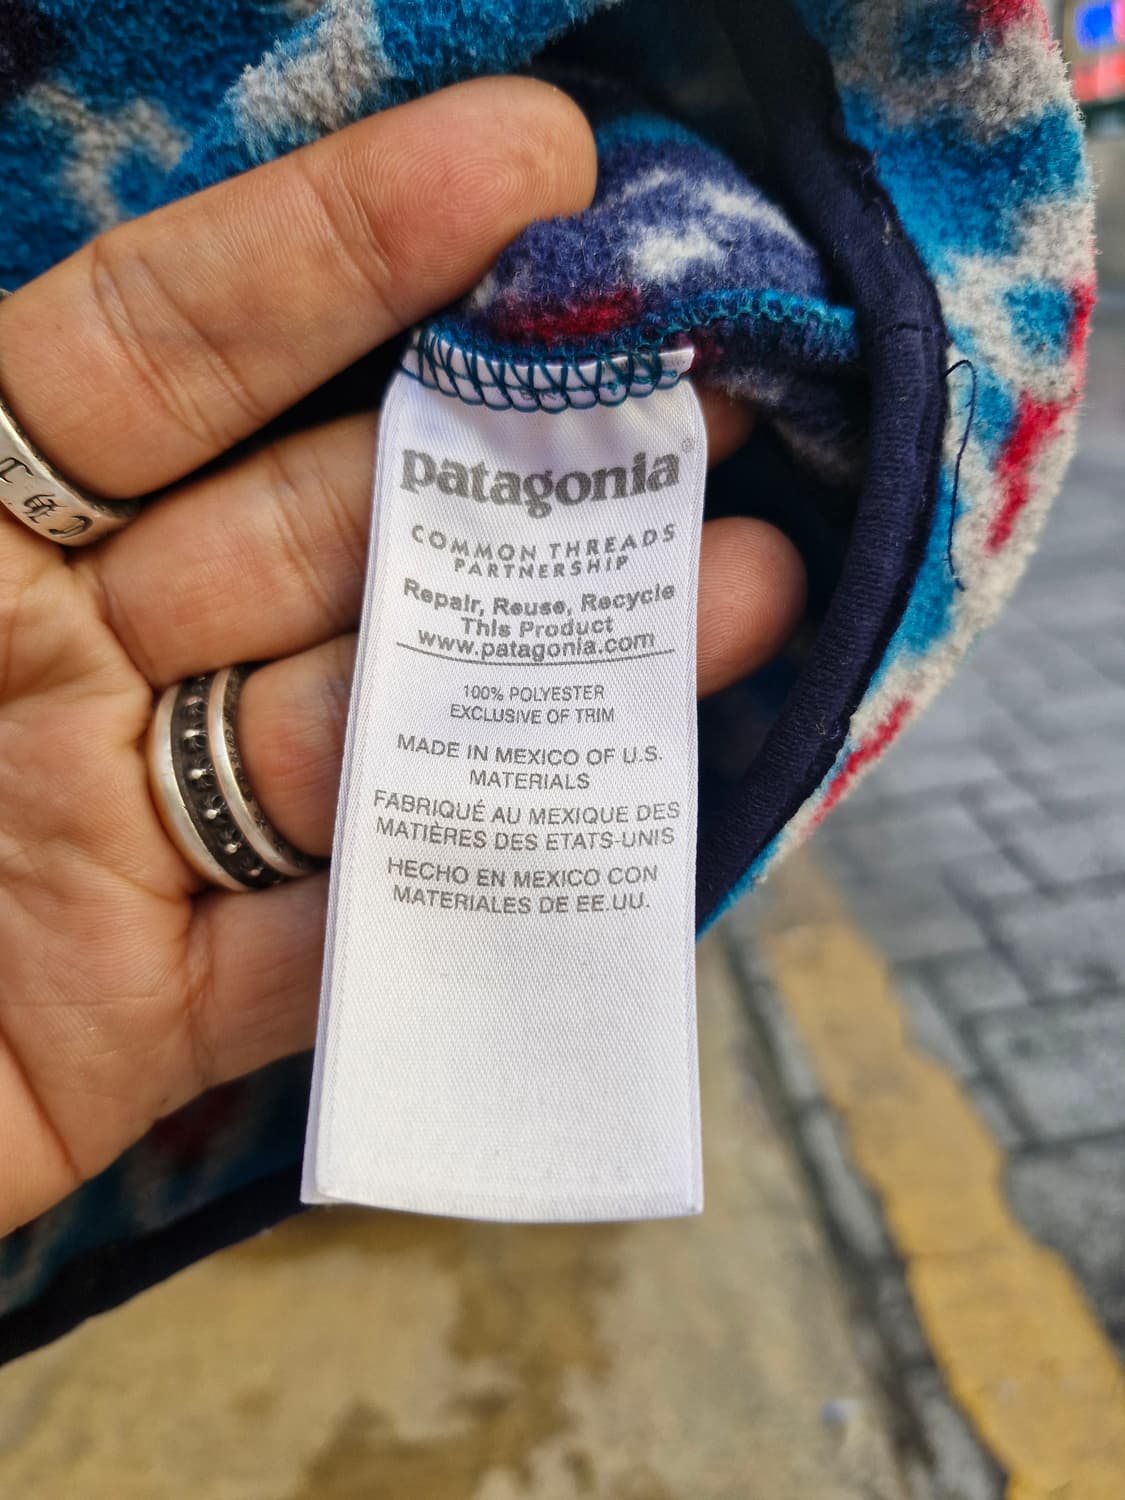 patagonia®
COMMON THREADS
PARTNERSHIP
Repair, Reuse, Recycle
This Product
www.patagonia.com
100% POLYESTER
EXCLUSIVE OF TRIM
MADE IN MEXICO OF U.S.
MATERIALS
FABRIQUÉ AU MEXIQUE DES
MATIÈRES DES ETATS-UNIS
HECHO EN MEXICO CON
MATERIALES DE EE.UU.